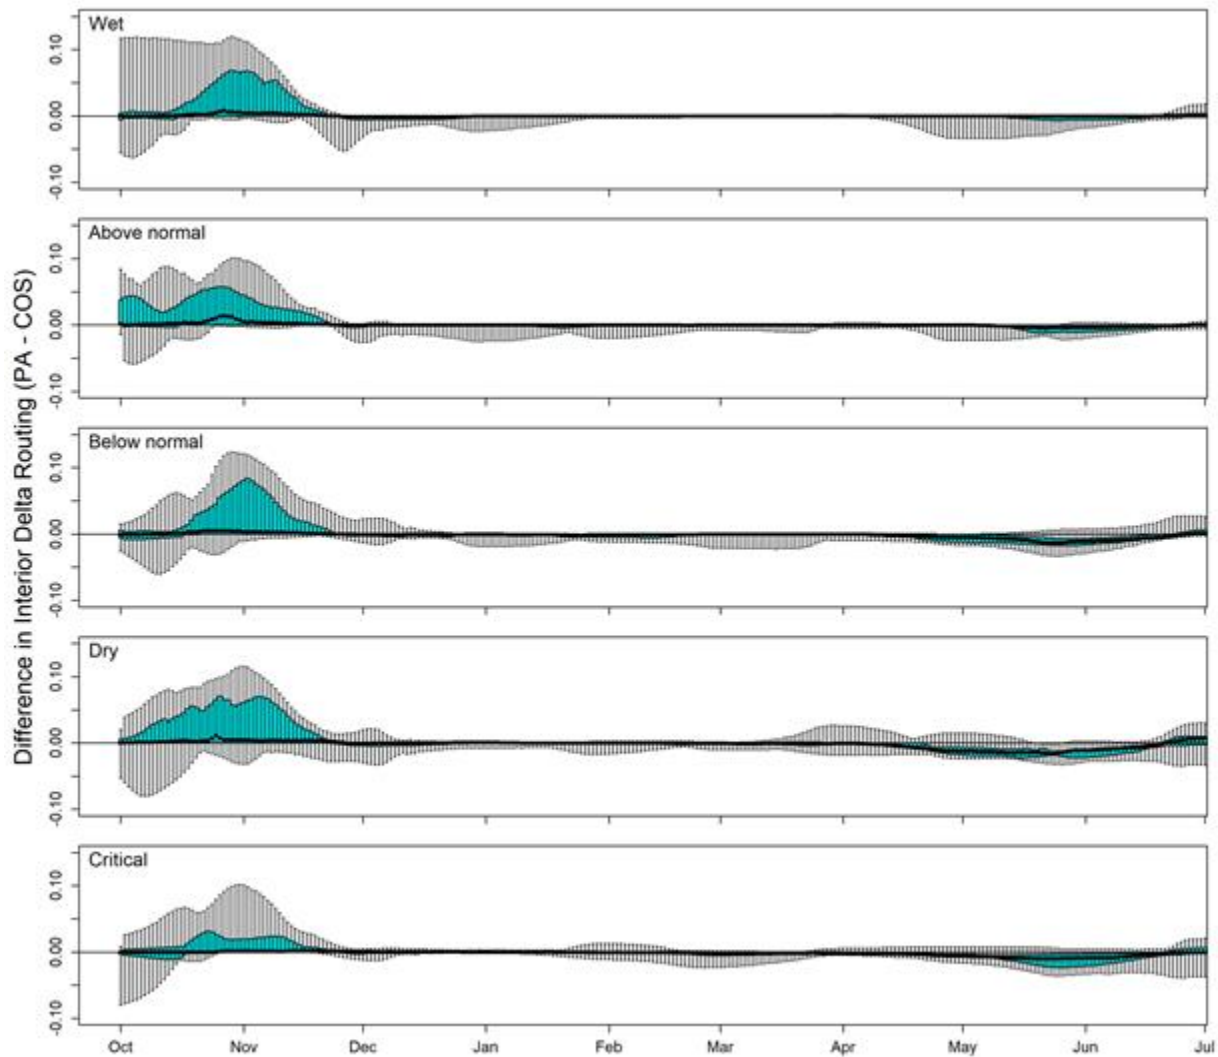 Difference in Interior Delta Routing (PA - COS)
Wet
0.10
0.00
-0.10
Above normal
0.10
0.00
-0.10
Below normal
0.10
0.00
-0.10
Dry
0.10
0.00
-0.10
Critical
0.10
0.00
-0.10
Oct Nov Dec Jan Feb Mar Apr May Jun Jul